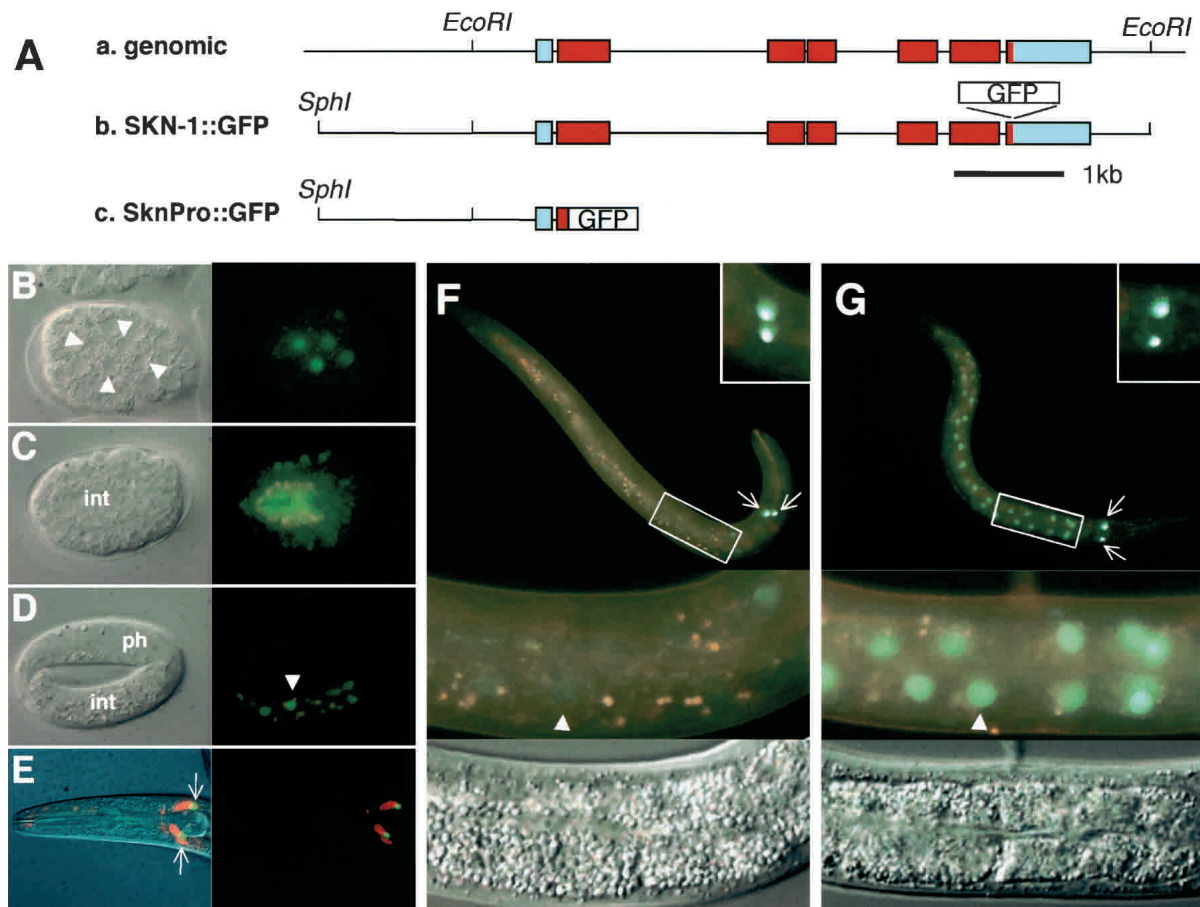 A
a. genomic
EcoRI
EcoRI
b. SKN-1::GFP
SphI
GFP
1kb
c. SknPro::GFP
SphI
GFP
B
C
int
D
ph
int
E
F
G